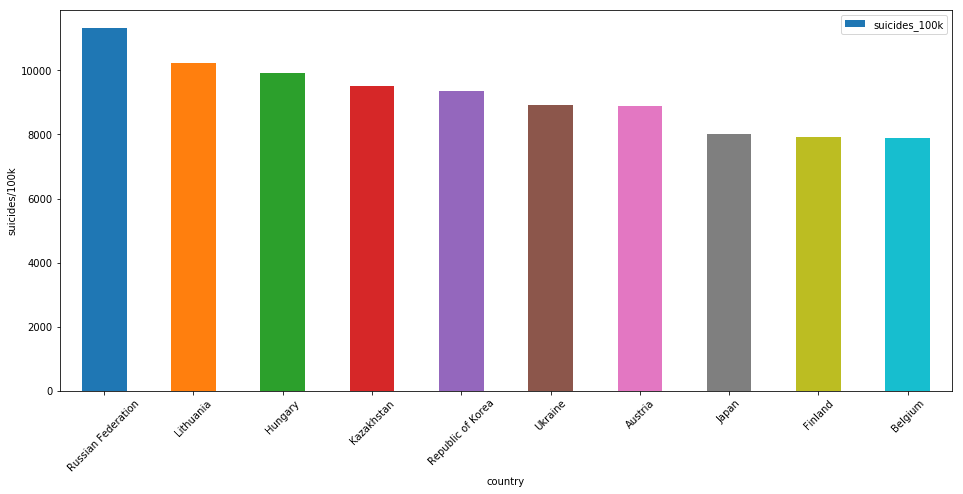 suicides_100k
suicides/100k
10000
8000
6000
4000
2000
0
Russian Federation
Lithuania
Hungary
Kazakhstan
Republic of Korea
Ukraine
Austria
Japan
Finland
Belgium
country